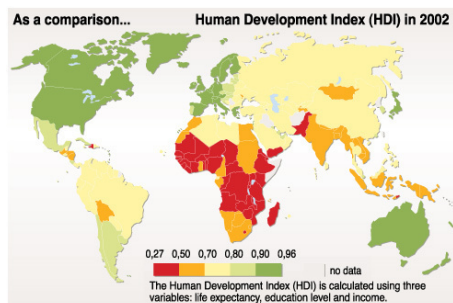 As a comparison... Human Development Index (HDI) in 2002
0,27 0,50 0,70 0,80 0,90 0,96 no data
The Human Development Index (HDI) is calculated using three
variables: life expectancy, education level and income.